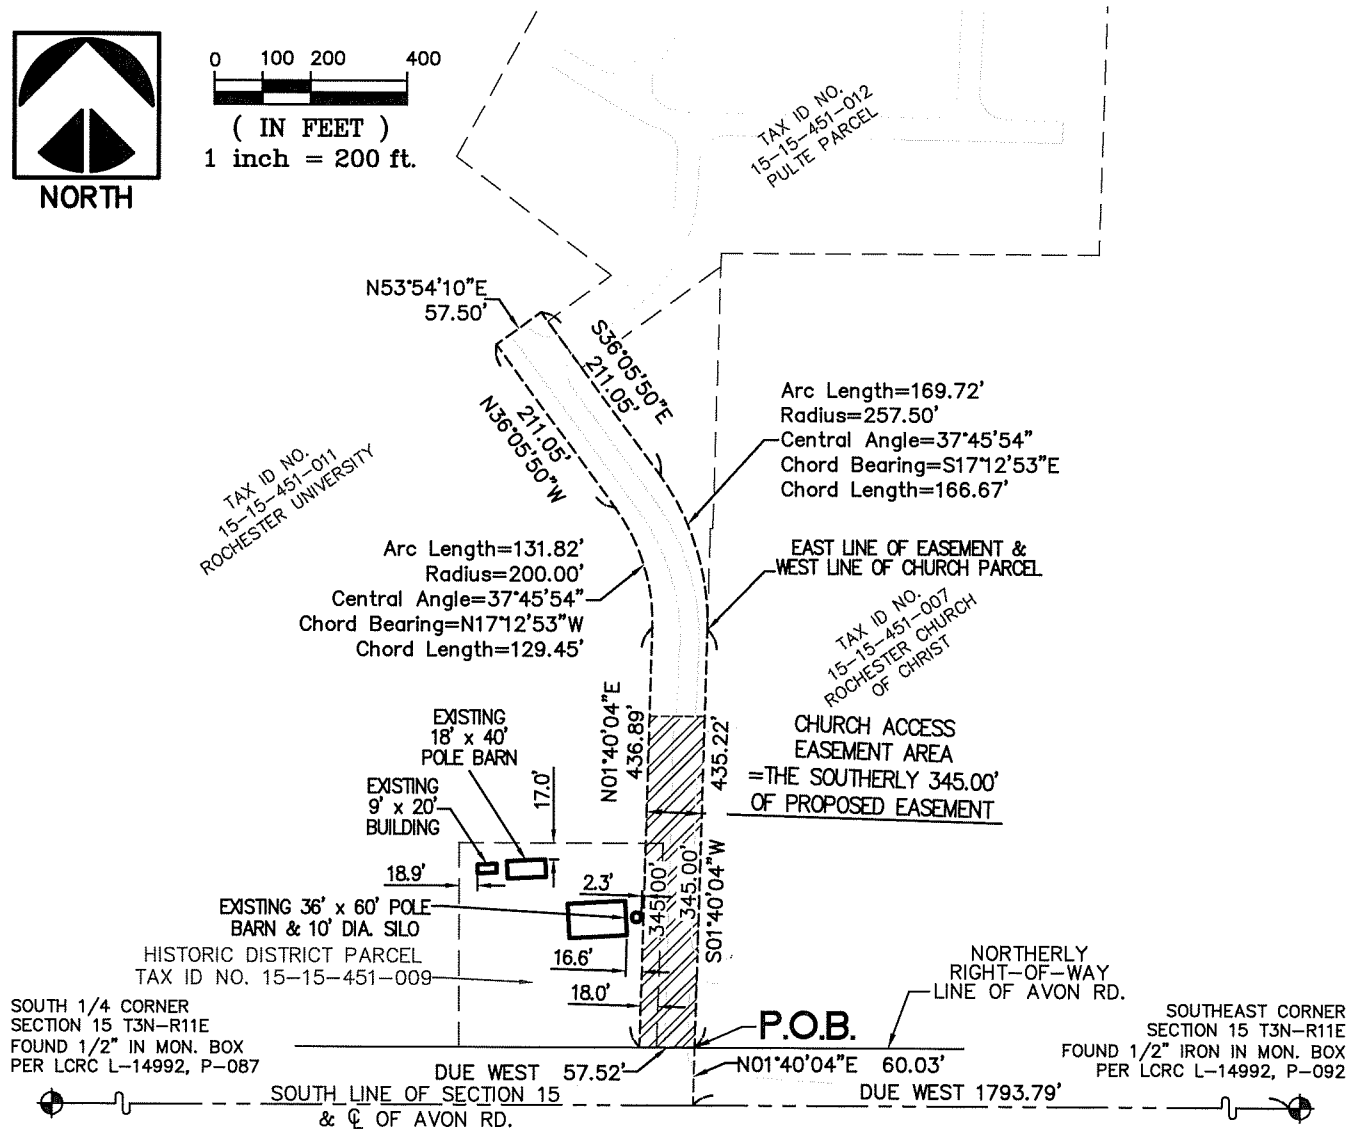 0 100 200 400
( IN FEET )
1 inch = 200 ft.
NORTH
TAX ID NO.
15-15-451-012
PULTE PARCEL
N53°54'10"E
57.50'
S36°05'50"E
211.05'
211.05'
N36°05'50"W
Arc Length=169.72'
Radius=257.50'
Central Angle=37°45'54"
Chord Bearing=S17°12'53"E
Chord Length=166.67'
TAX ID NO.
15-15-451-011
ROCHESTER UNIVERSITY
Arc Length=131.82'
Radius=200.00'
Central Angle=37°45'54"
Chord Bearing=N17°12'53"W
Chord Length=129.45'
EAST LINE OF EASEMENT &
WEST LINE OF CHURCH PARCEL
TAX ID NO.
15-15-451-007
ROCHESTER CHURCH
OF CHRIST
N01°40'04"E
436.89'
435.22'
S01°40'04"W
CHURCH ACCESS
EASEMENT AREA
=THE SOUTHERLY 345.00'
OF PROPOSED EASEMENT
EXISTING
18' x 40'
POLE BARN
17.0'
EXISTING
9' x 20'
BUILDING
18.9'
2.3'
345.00'
345.00'
EXISTING 36' x 60' POLE
BARN & 10' DIA. SILO
16.6'
18.0'
HISTORIC DISTRICT PARCEL
TAX ID NO. 15-15-451-009
NORTHERLY
RIGHT-OF-WAY
LINE OF AVON RD.
SOUTH 1/4 CORNER
SECTION 15 T3N-R11E
FOUND 1/2" IN MON. BOX
PER LCRC L-14992, P-087
P.O.B.
SOUTHEAST CORNER
SECTION 15 T3N-R11E
FOUND 1/2" IRON IN MON. BOX
PER LCRC L-14992, P-092
DUE WEST 57.52'
N01°40'04"E 60.03'
SOUTH LINE OF SECTION 15
& ℄ OF AVON RD.
DUE WEST 1793.79'